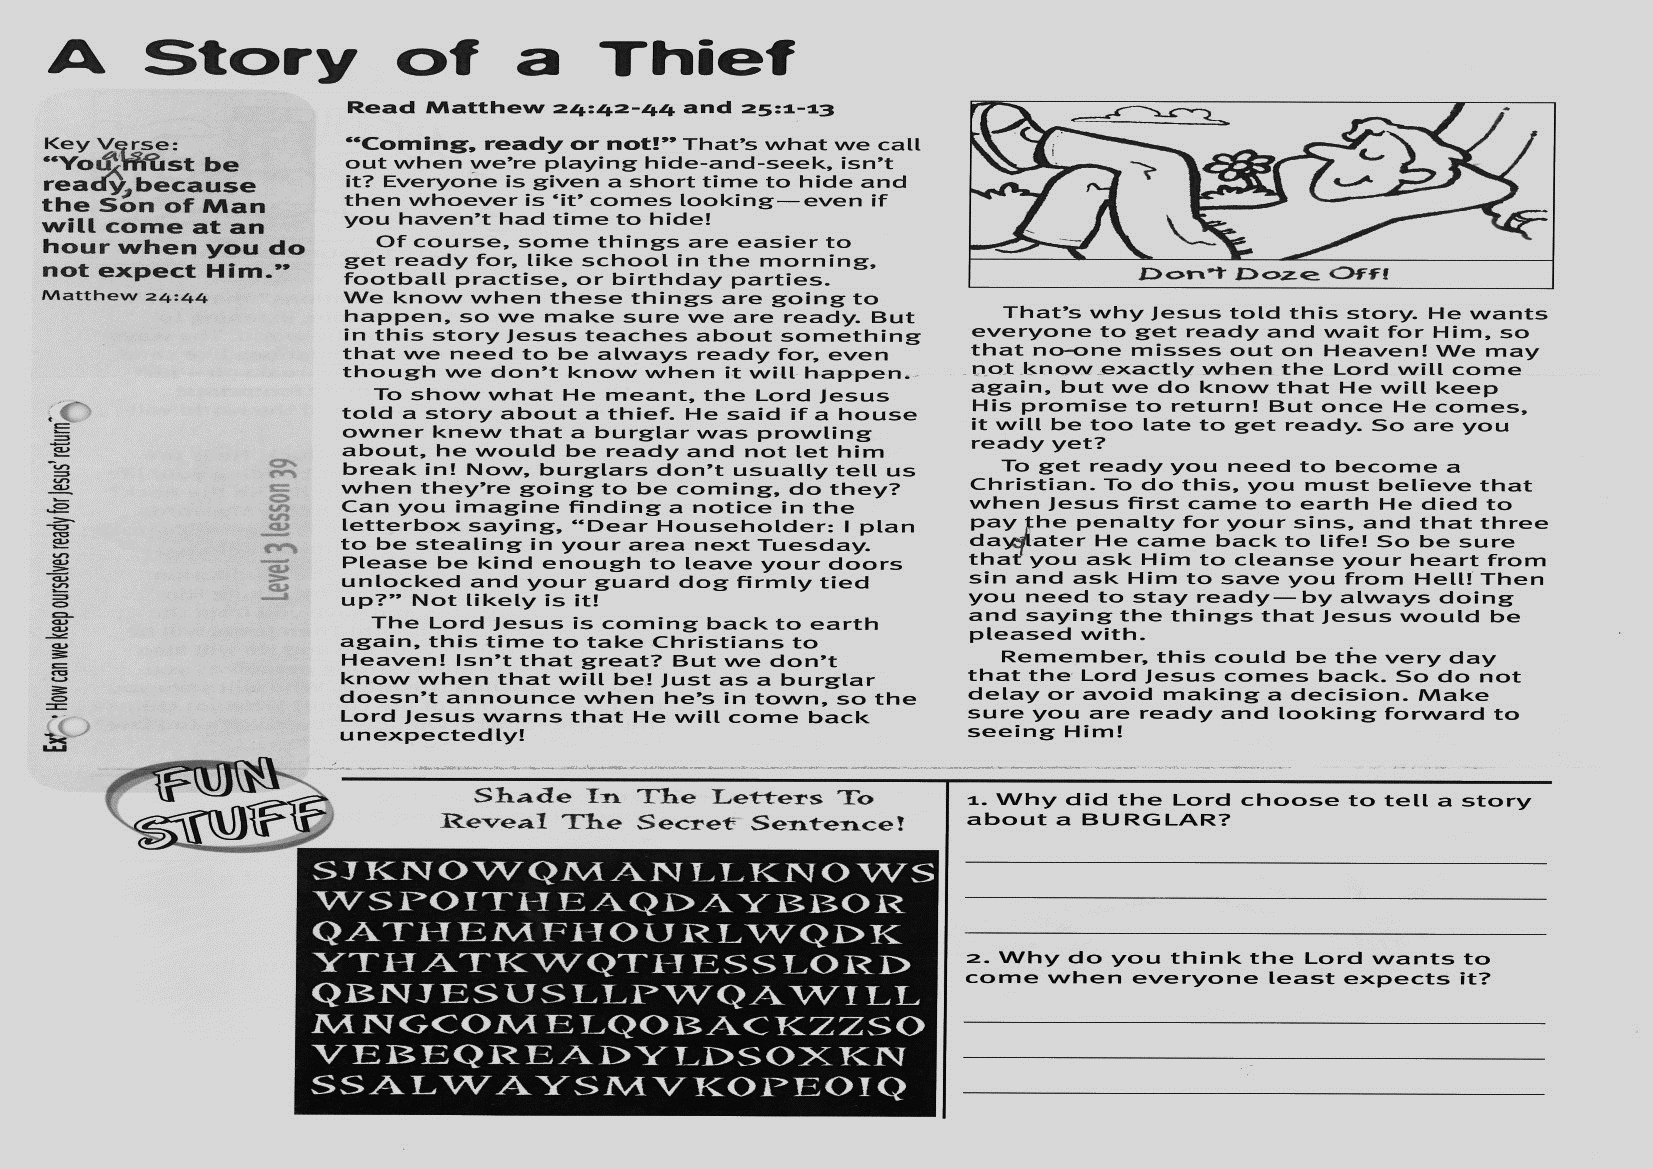 A Story of a Thief
Key Verse:
also
“You must be
ready, because
the Son of Man
will come at an
hour when you do
not expect Him.”
Matthew 24:44
How can we keep ourselves ready for Jesus' return
Level 3 lesson 39
Read Matthew 24:42-44 and 25:1-13
“Coming, ready or not!” That’s what we call
out when we’re playing hide-and-seek, isn’t
it? Everyone is given a short time to hide and
then whoever is ‘it’ comes looking—even if
you haven’t had time to hide!
Of course, some things are easier to
get ready for, like school in the morning,
football practise, or birthday parties.
We know when these things are going to
happen, so we make sure we are ready. But
in this story Jesus teaches about something
that we need to be always ready for, even
though we don’t know when it will happen.
To show what He meant, the Lord Jesus
told a story about a thief. He said if a house
owner knew that a burglar was prowling
about, he would be ready and not let him
break in! Now, burglars don’t usually tell us
when they’re going to be coming, do they?
Can you imagine finding a notice in the
letterbox saying, “Dear Householder: I plan
to be stealing in your area next Tuesday.
Please be kind enough to leave your doors
unlocked and your guard dog firmly tied
up?” Not likely is it!
The Lord Jesus is coming back to earth
again, this time to take Christians to
Heaven! Isn’t that great? But we don’t
know when that will be! Just as a burglar
doesn’t announce when he’s in town, so the
Lord Jesus warns that He will come back
unexpectedly!
Don't Doze Off!
That’s why Jesus told this story. He wants
everyone to get ready and wait for Him, so
that no-one misses out on Heaven! We may
not know exactly when the Lord will come
again, but we do know that He will keep
His promise to return! But once He comes,
it will be too late to get ready. So are you
ready yet?
To get ready you need to become a
Christian. To do this, you must believe that
when Jesus first came to earth He died to
pay the penalty for your sins, and that three
days later He came back to life! So be sure
that you ask Him to cleanse your heart from
sin and ask Him to save you from Hell! Then
you need to stay ready—by always doing
and saying the things that Jesus would be
pleased with.
Remember, this could be the very day
that the Lord Jesus comes back. So do not
delay or avoid making a decision. Make
sure you are ready and looking forward to
seeing Him!
FUN
STUFF
Shade In The Letters To
Reveal The Secret Sentence!
SJKNOWQMANLLKNOWS
WSPOITHEAQDAYBBOR
QATHEMFHOURLWQDK
YTHATKWQTHESSLORD
QBNJESUSLLPWQAWILL
MNGCOMELQOBACKZZSO
VEBEQREADYLDSOXKN
SSALWAYSMVKOPEO!Q
1. Why did the Lord choose to tell a story
about a BURGLAR?
2. Why do you think the Lord wants to
come when everyone least expects it?